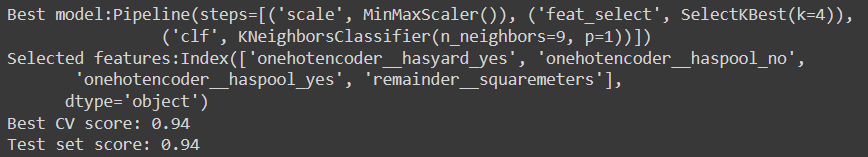 Best model:Pipeline(steps=[('scale', MinMaxScaler()), ('feat_select', SelectKBest(k=4)),
('clf', KNeighborsClassifier(n_neighbors=9, p=1))])
Selected features:Index(['onehotencoder__hasyard_yes', 'onehotencoder__haspool_no',
'onehotencoder__haspool_yes', 'remainder__squaremeters'],
dtype='object')
Best CV score: 0.94
Test set score: 0.94